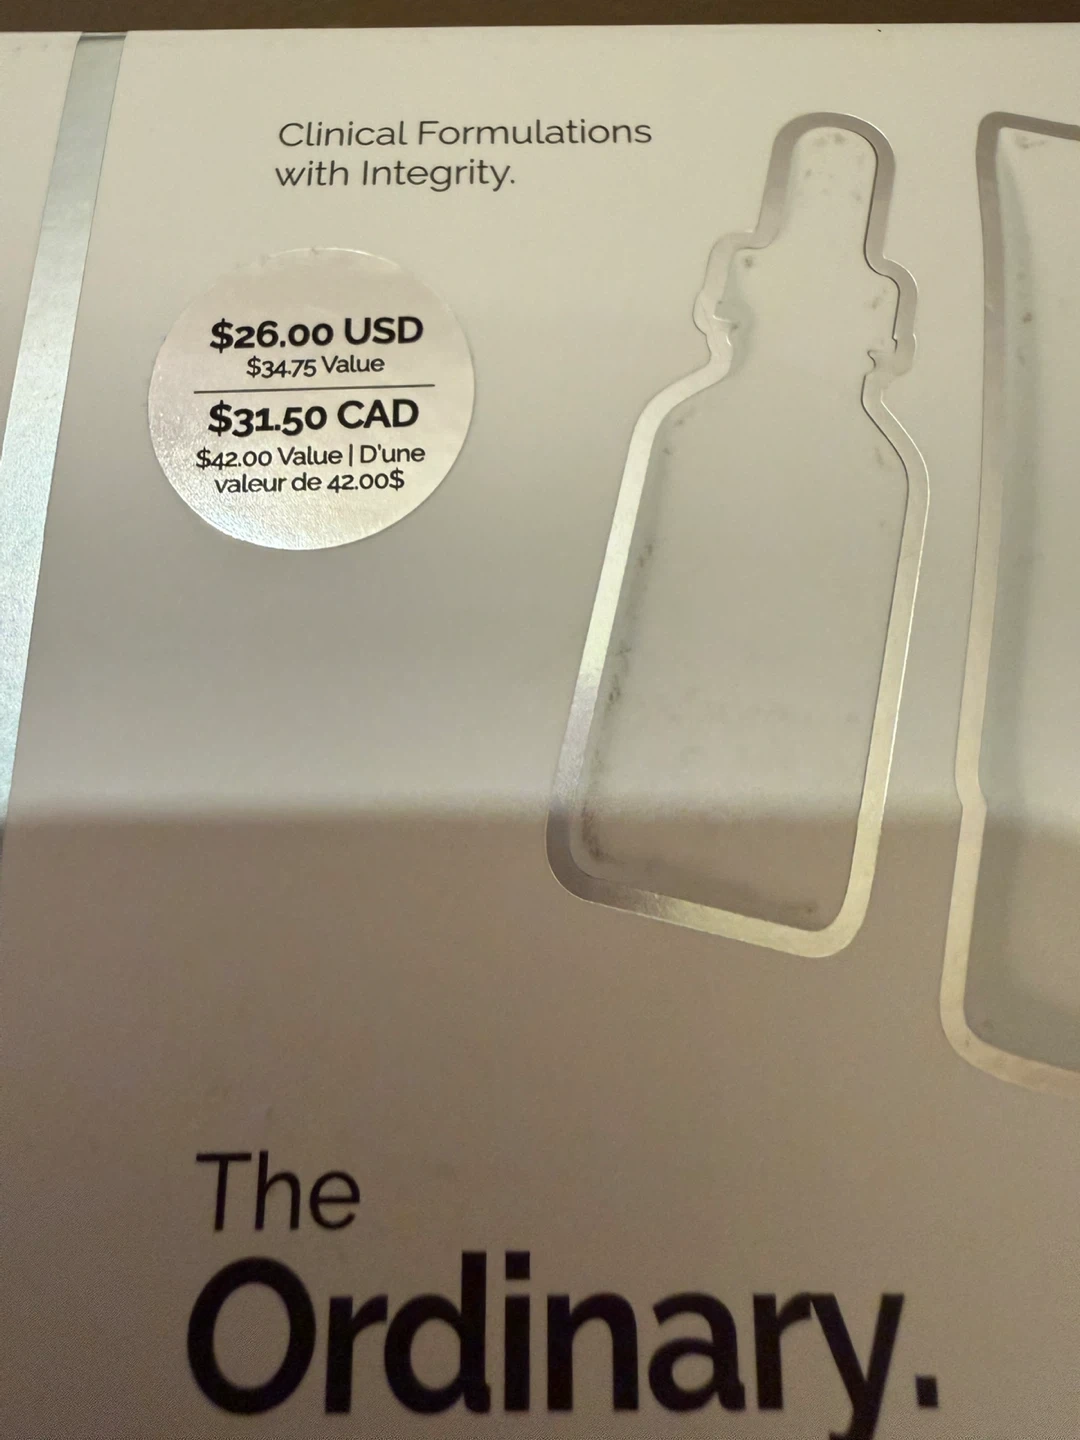 Clinical Formulations
with Integrity.
$26.00 USD
$34.75 Value
$31.50 CAD
$42.00 Value | D'une
valeur de 42.00$
The
Ordinary.